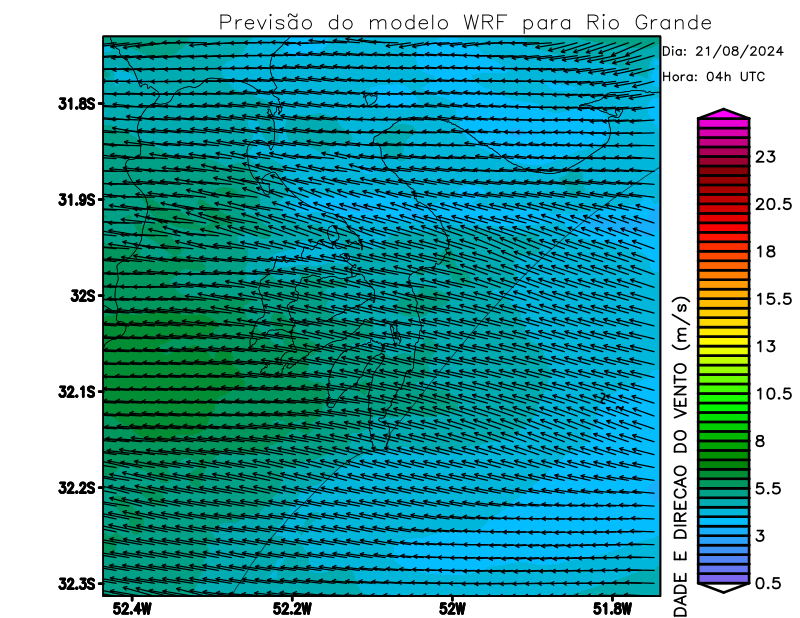 Previsão do modelo WRF para Rio Grande
Dia: 21/08/2024
Hora: 04h UTC
31.8S
31.9S
32S
32.1S
32.2S
32.3S
52.4W
52.2W
52W
51.8W
23
20.5
18
15.5
13
10.5
8
5.5
3
0.5
DADE E DIRECAO DO VENTO (m/s)